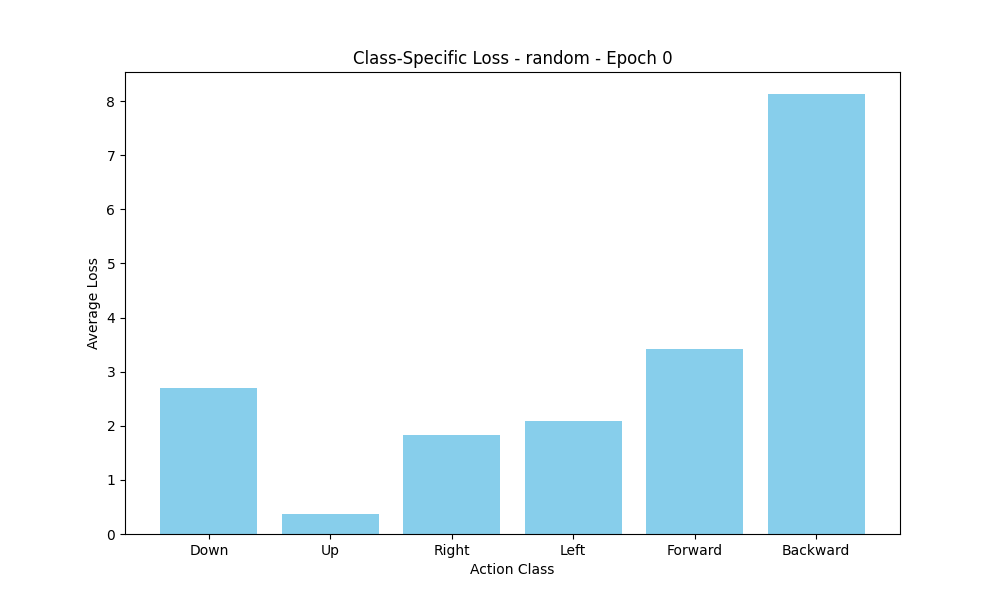 Class-Specific Loss - random - Epoch 0
Average Loss
8
7
6
5
4
3
2
1
0
Down Up Right Left Forward Backward
Action Class